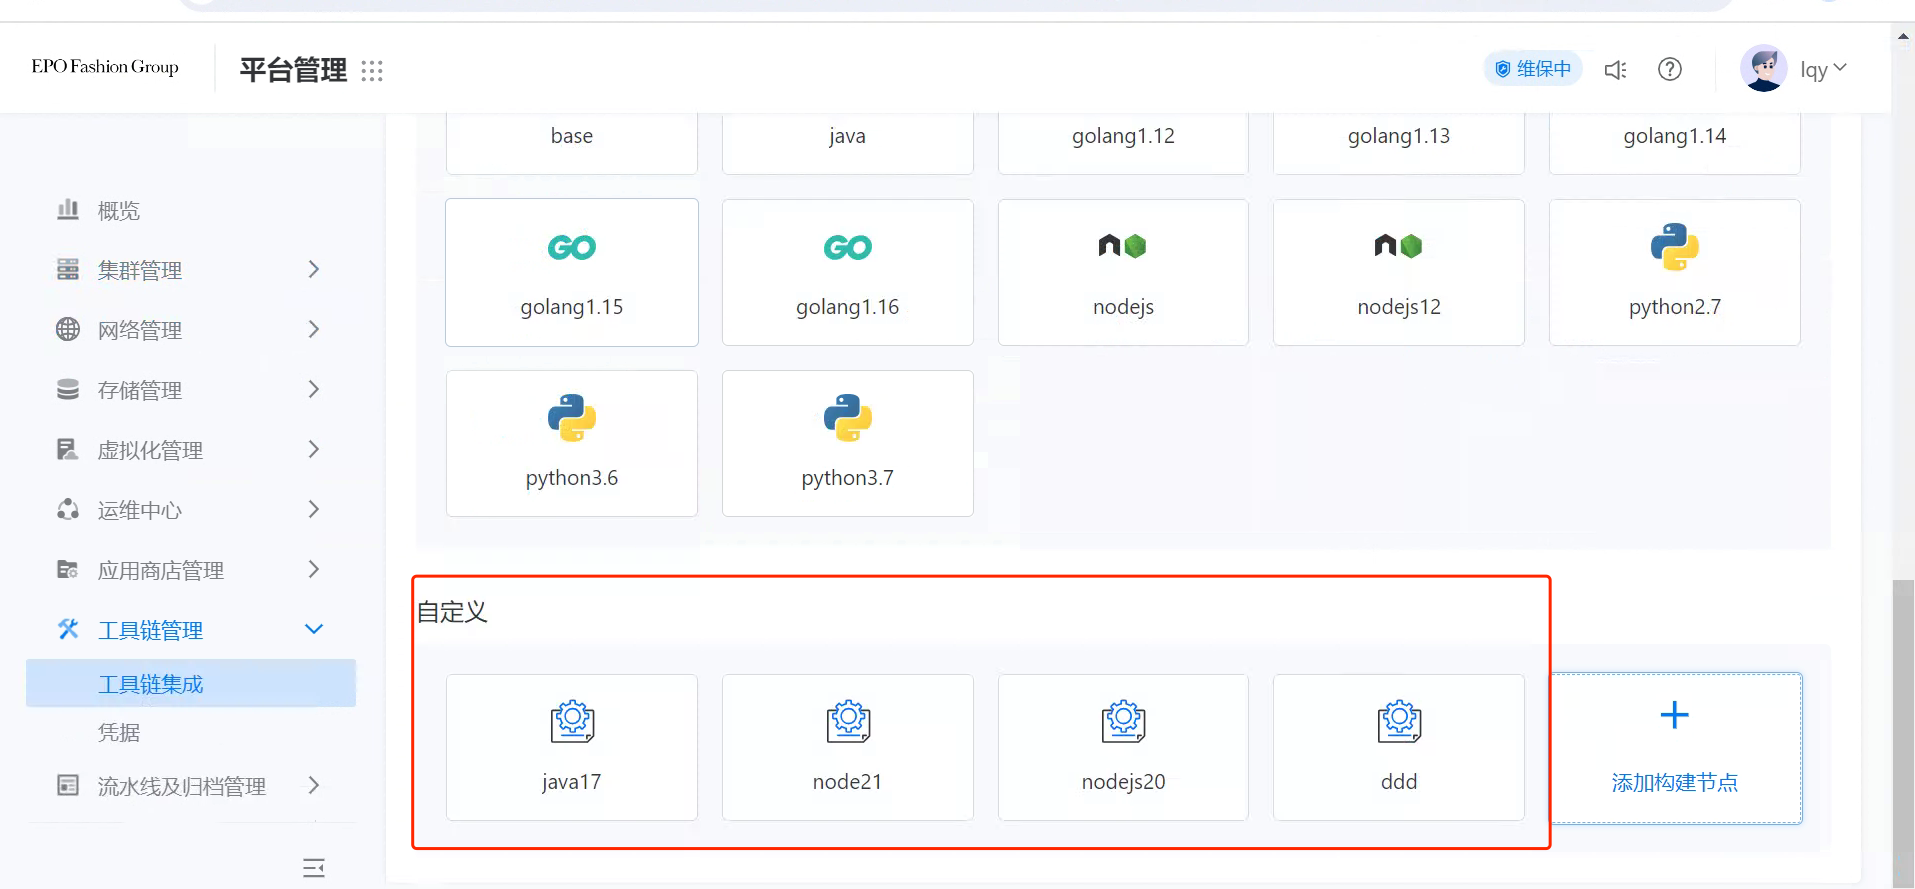 EPO Fashion Group
平台管理
维保中
lqy
概览
集群管理
网络管理
存储管理
虚拟化管理
运维中心
应用商店管理
工具链管理
工具链集成
凭据
流水线及归档管理
base
java
golang1.12
golang1.13
golang1.14
GO
golang1.15
GO
golang1.16
nodejs
nodejs12
python2.7
python3.6
python3.7
自定义
java17
node21
nodejs20
ddd
添加构建节点